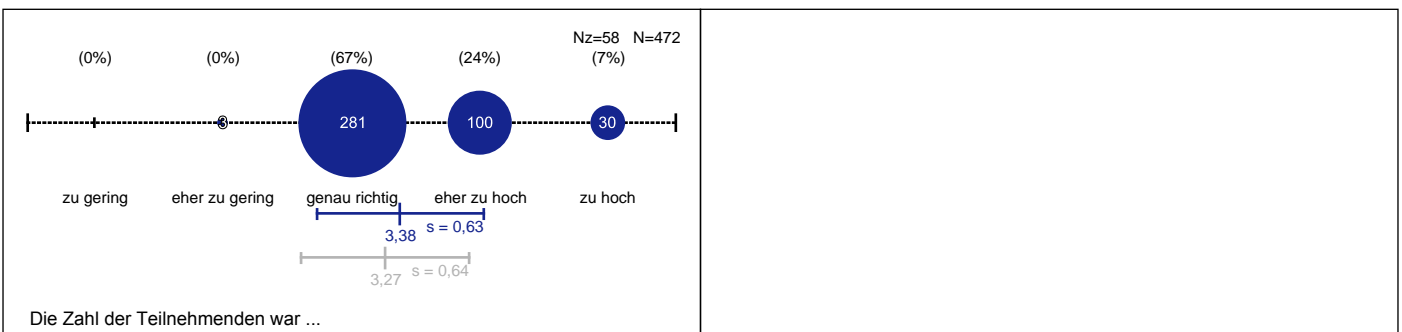 Nz=58 N=472
(0%) (0%) (67%) (24%) (7%)
3 281 100 30
zu gering eher zu gering genau richtig eher zu hoch zu hoch
3,38 s = 0,63
3,27 s = 0,64
Die Zahl der Teilnehmenden war ...